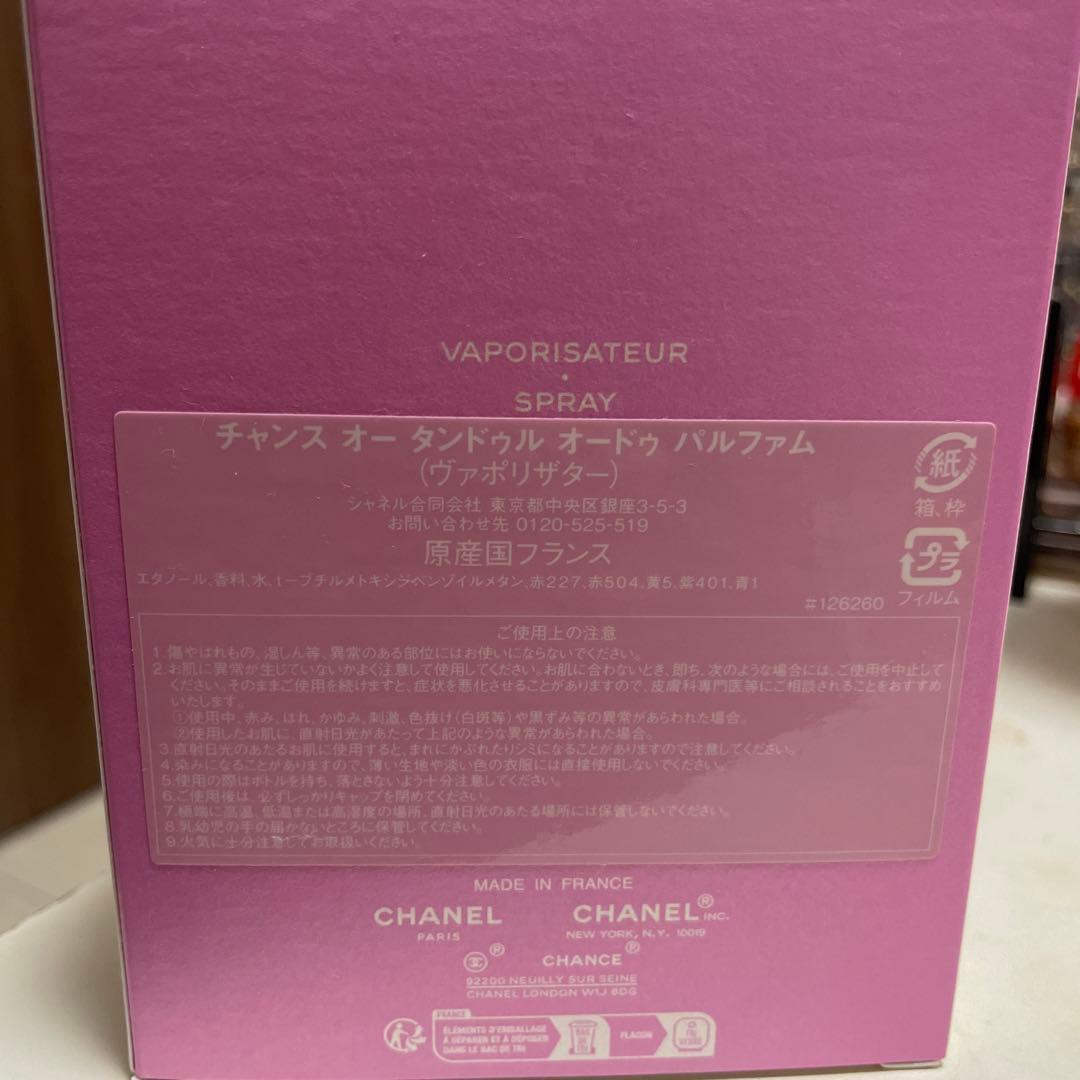 VAPORISATEUR
•
SPRAY
チャンス オー タンドゥル オードゥ パルファム
(ヴァポリザター)
シャネル合同会社 東京都中央区銀座3-5-3
お問い合わせ先 0120-525-519
原産国フランス
エタノール、香料、水、t-ブチルメトキシジベンゾイルメタン、赤227、赤504、黄5、紫401、青1
#126260
紙
箱、枠
プラ
フィルム
ご使用上の注意
1.傷やはれもの、湿しん等、異常のある部位にはお使いにならないでください。
2.お肌に異常が生じていないかよく注意して使用してください。お肌に合わないとき、即ち、次のような場合には、ご使用を中止して
ください。そのままご使用を続けますと、症状を悪化させることがありますので、皮膚科専門医等にご相談されることをおすすめ
いたします。
①使用中、赤み、はれ、かゆみ、刺激、色抜け(白斑等)や黒ずみ等の異常があらわれた場合。
②使用したお肌に、直射日光があたって上記のような異常があらわれた場合。
3.直射日光のあたるお肌に使用すると、まれにかぶれたりシミになることがありますので注意してください。
4.染みになることがありますので、薄い生地や淡い色の衣服には直接使用しないでください。
5.使用の際はボトルを持ち、落とさないよう十分注意してください。
6.ご使用後は、必ずしっかりキャップを閉めてください。
7.極端に高温、低温または高湿度の場所、直射日光のあたる場所には保管しないでください。
8.乳幼児の手の届かないところに保管してください。
9.火気に十分注意してお取扱いください。
MADE IN FRANCE
CHANEL
PARIS
CHANEL® INC.
NEW YORK, N.Y. 10019
® CHANCE®
92200 NEUILLY SUR SEINE
CHANEL LONDON W1J 8DG
FRANCE
ÉLÉMENTS D'EMBALLAGE
À SÉPARER ET À DÉPOSER
DANS LE BAC DE TRI
BAC
DE TRI
FLACON